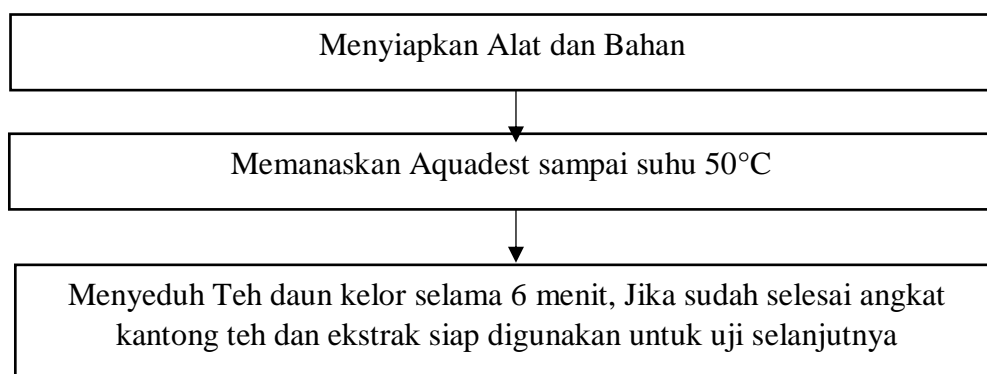 Menyiapkan Alat dan Bahan
Memanaskan Aquadest sampai suhu 50°C
Menyeduh Teh daun kelor selama 6 menit, Jika sudah selesai angkat
kantong teh dan ekstrak siap digunakan untuk uji selanjutnya